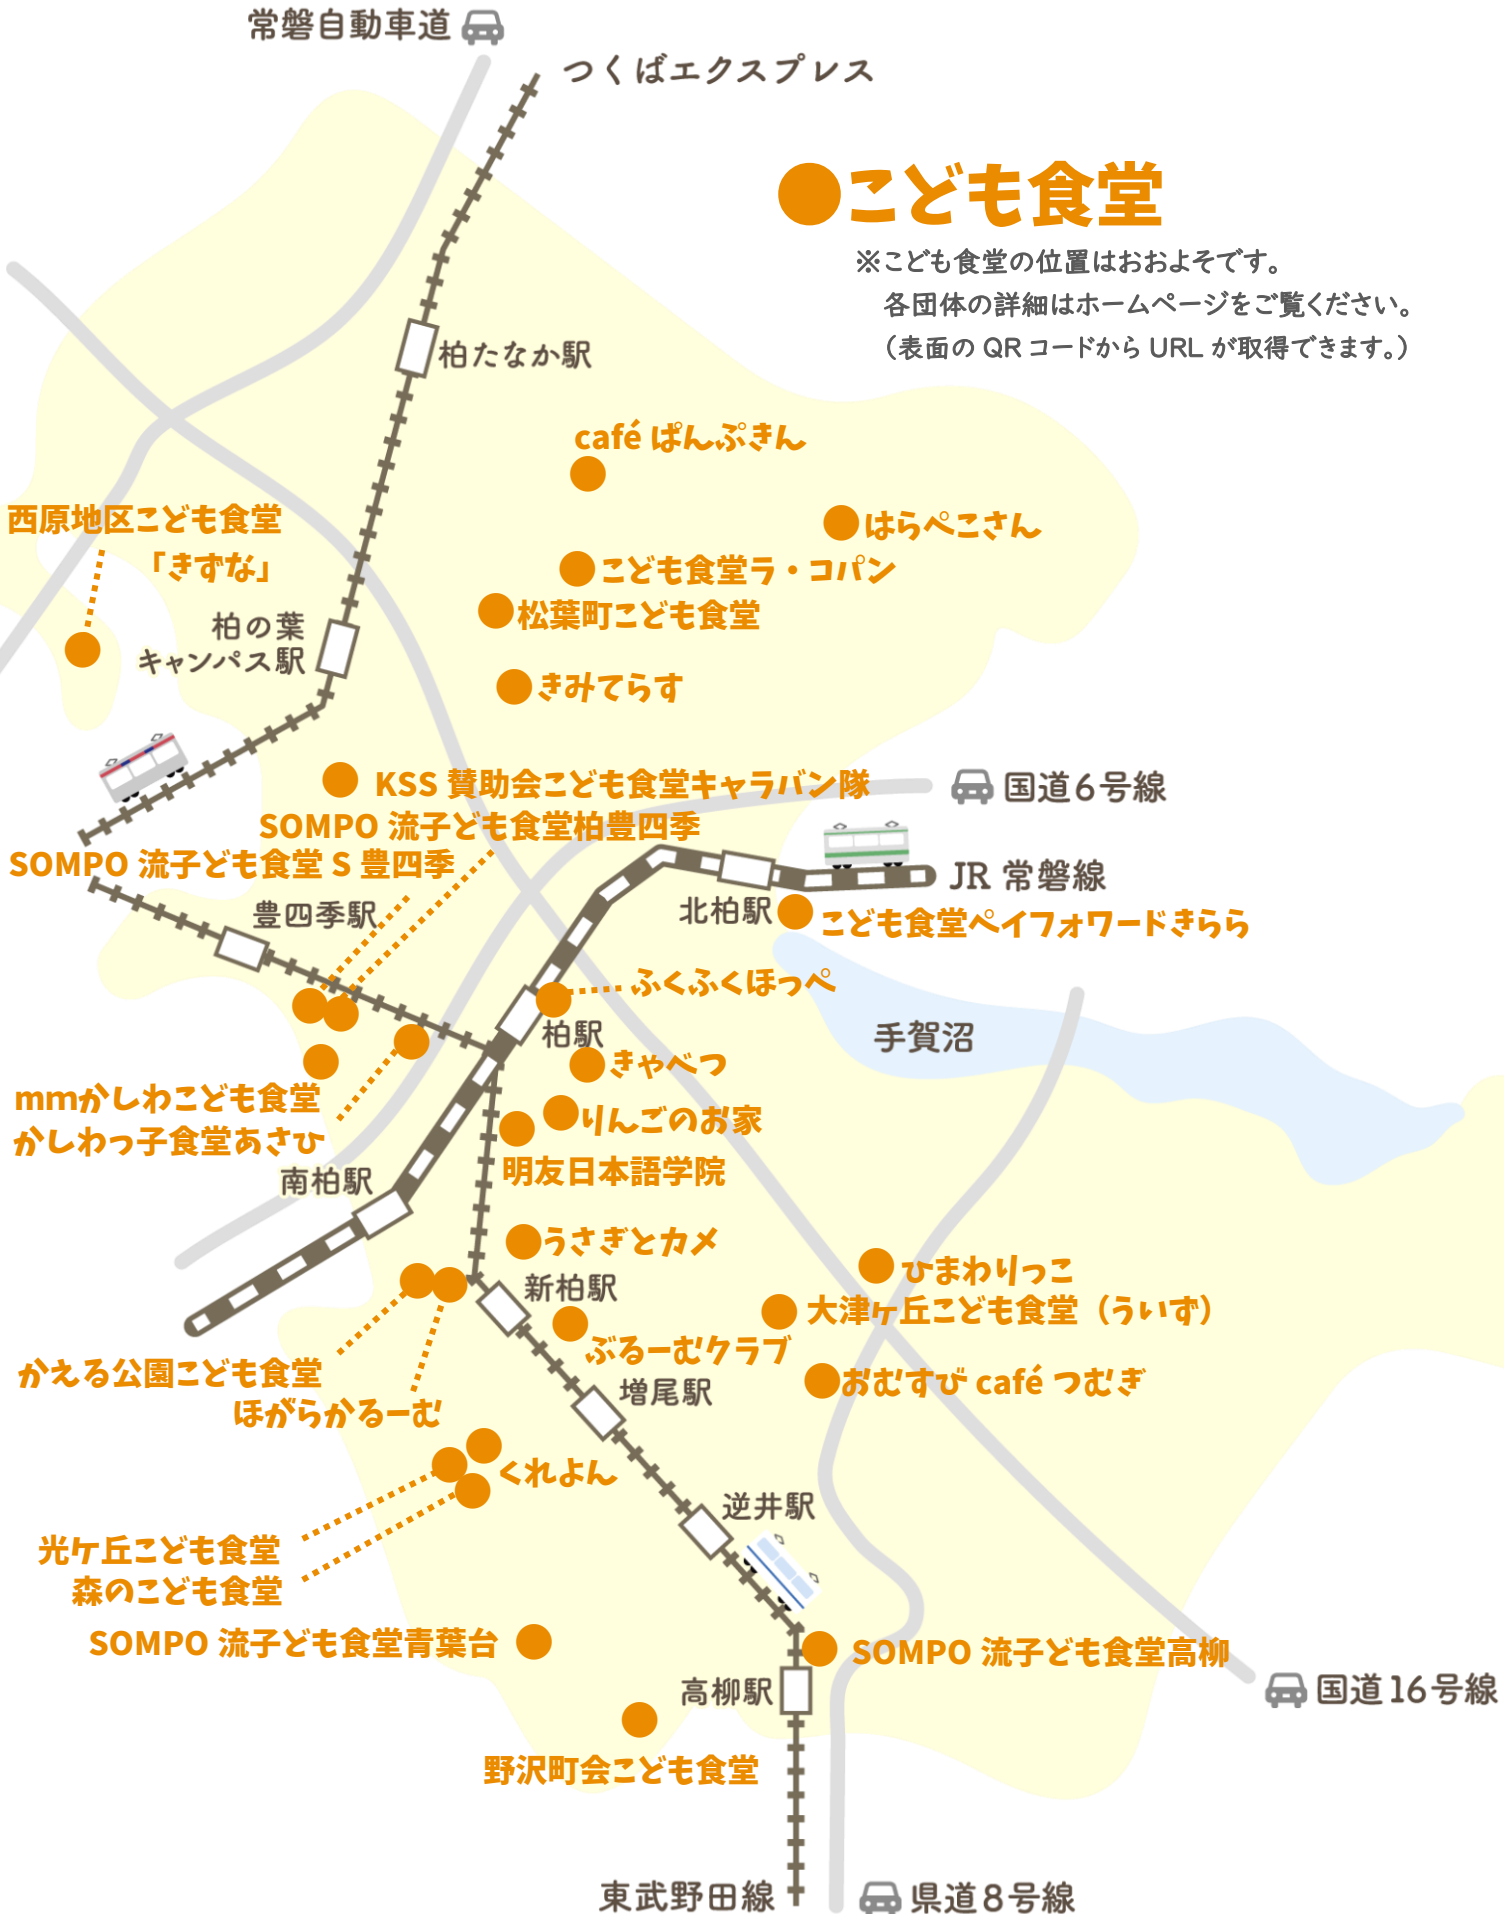 常磐自動車道
つくばエクスプレス
●こども食堂
※こども食堂の位置はおおよそです。
各団体の詳細はホームページをご覧ください。
（表面の QR コードから URL が取得できます。）
柏たなか駅
café ぱんぷきん
西原地区こども食堂
「きずな」
はらぺこさん
こども食堂ラ・コパン
松葉町こども食堂
柏の葉
キャンパス駅
きみてらす
KSS 賛助会こども食堂キャラバン隊
国道6号線
SOMPO 流子ども食堂柏豊四季
SOMPO 流子ども食堂 S 豊四季
JR 常磐線
豊四季駅
北柏駅
こども食堂ペイフォワードきらら
ふくふくほっぺ
柏駅
手賀沼
きゃべつ
mmかしわこども食堂
りんごのお家
かしわっ子食堂あさひ
明友日本語学院
南柏駅
うさぎとカメ
ひまわりっこ
新柏駅
大津ヶ丘こども食堂（ういず）
ぶるーむクラブ
かえる公園こども食堂
おむすび café つむぎ
増尾駅
ほがらかるーむ
くれよん
逆井駅
光ケ丘こども食堂
森のこども食堂
SOMPO 流子ども食堂青葉台
SOMPO 流子ども食堂高柳
高柳駅
国道16号線
野沢町会こども食堂
東武野田線
県道8号線